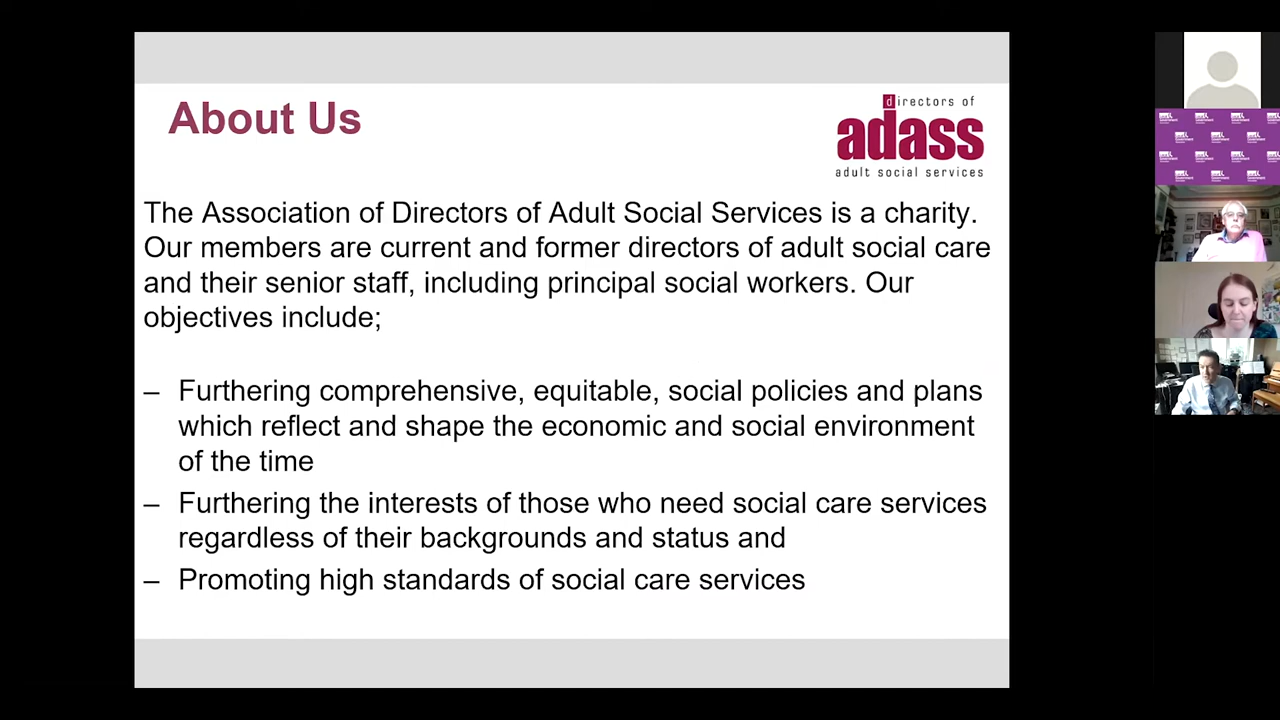 About Us
directors of
adass
adult social services
The Association of Directors of Adult Social Services is a charity.
Our members are current and former directors of adult social care
and their senior staff, including principal social workers. Our
objectives include;
– Furthering comprehensive, equitable, social policies and plans
which reflect and shape the economic and social environment
of the time
– Furthering the interests of those who need social care services
regardless of their backgrounds and status and
– Promoting high standards of social care services